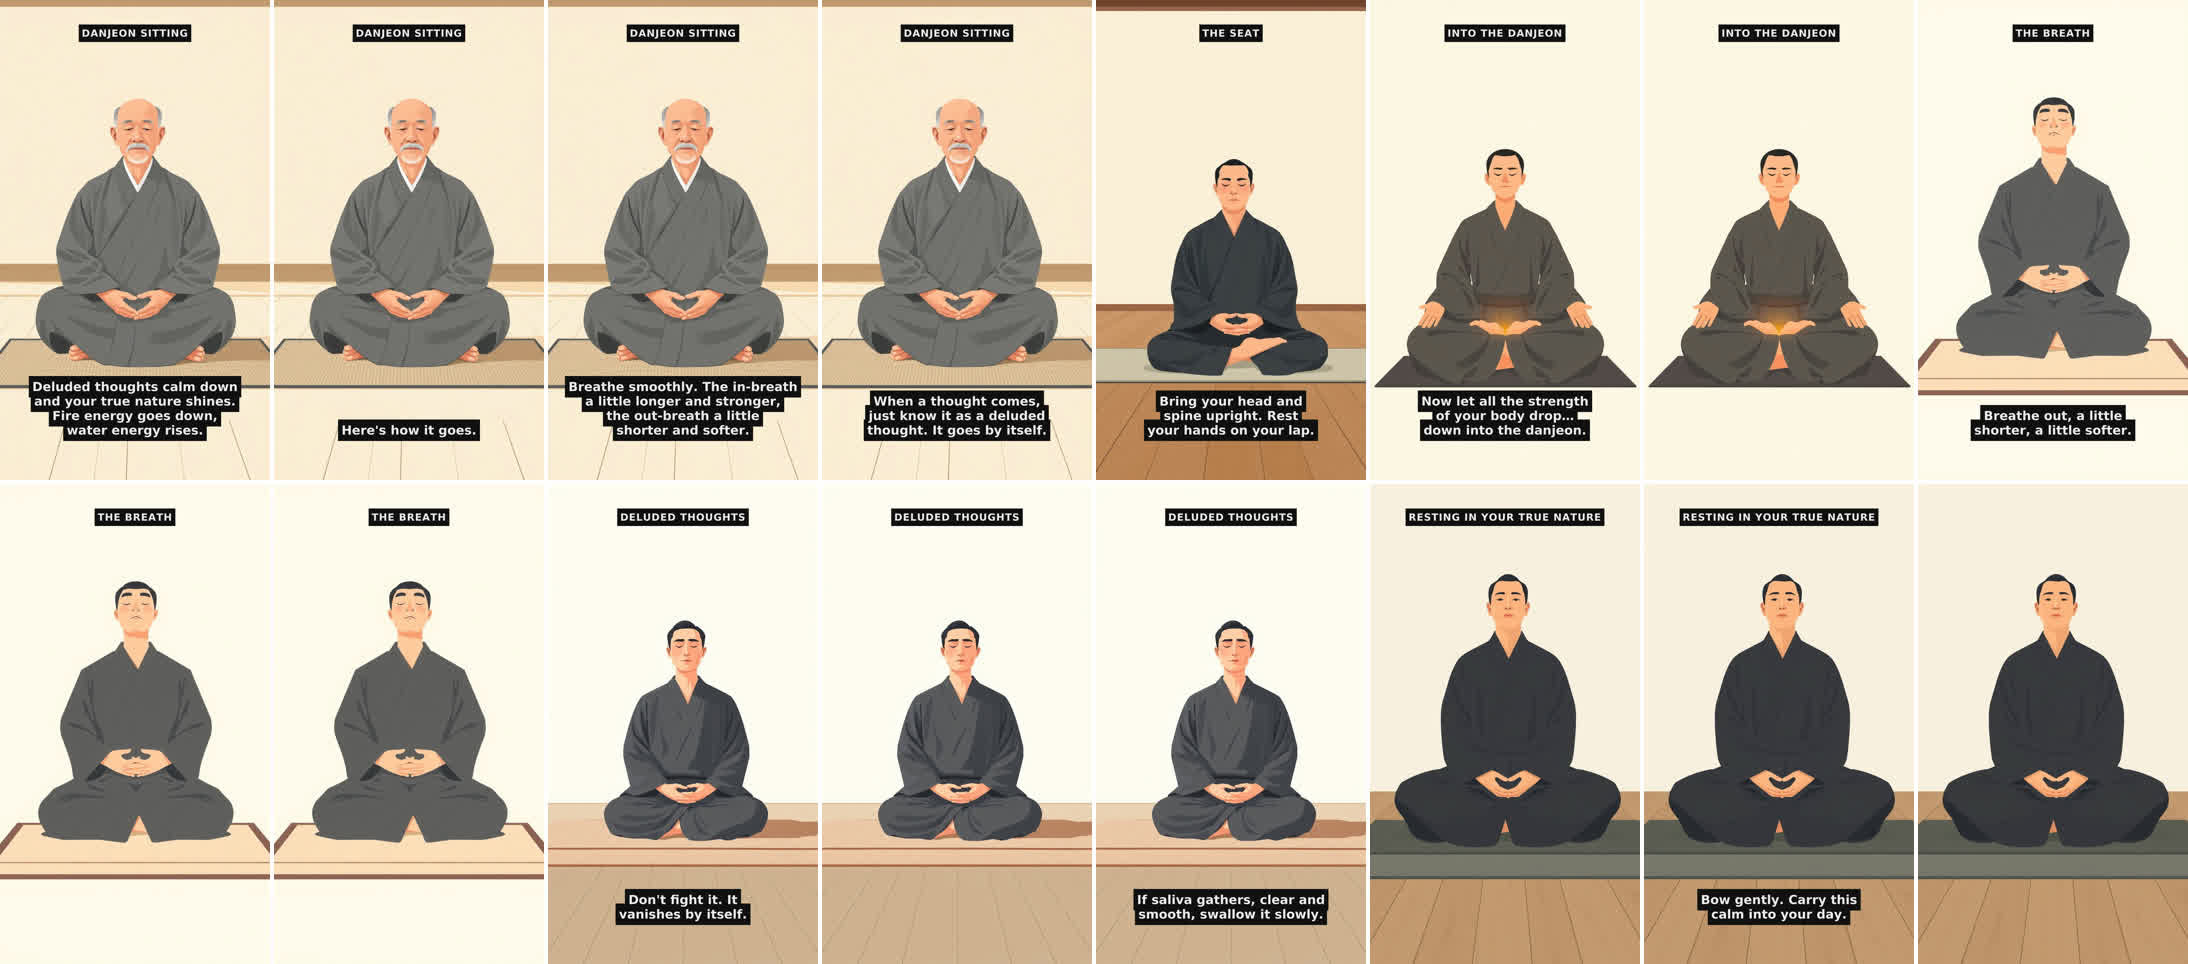 DANJEON SITTING
Deluded thoughts calm down
and your true nature shines.
Fire energy goes down,
water energy rises.
DANJEON SITTING
Here's how it goes.
DANJEON SITTING
Breathe smoothly. The in-breath
a little longer and stronger,
the out-breath a little
shorter and softer.
DANJEON SITTING
When a thought comes,
just know it as a deluded
thought. It goes by itself.
THE SEAT
Bring your head and
spine upright. Rest
your hands on your lap.
INTO THE DANJEON
Now let all the strength
of your body drop...
down into the danjeon.
INTO THE DANJEON
THE BREATH
Breathe out, a little
shorter, a little softer.
THE BREATH
THE BREATH
DELUDED THOUGHTS
Don't fight it. It
vanishes by itself.
DELUDED THOUGHTS
DELUDED THOUGHTS
If saliva gathers, clear and
smooth, swallow it slowly.
RESTING IN YOUR TRUE NATURE
RESTING IN YOUR TRUE NATURE
Bow gently. Carry this
calm into your day.